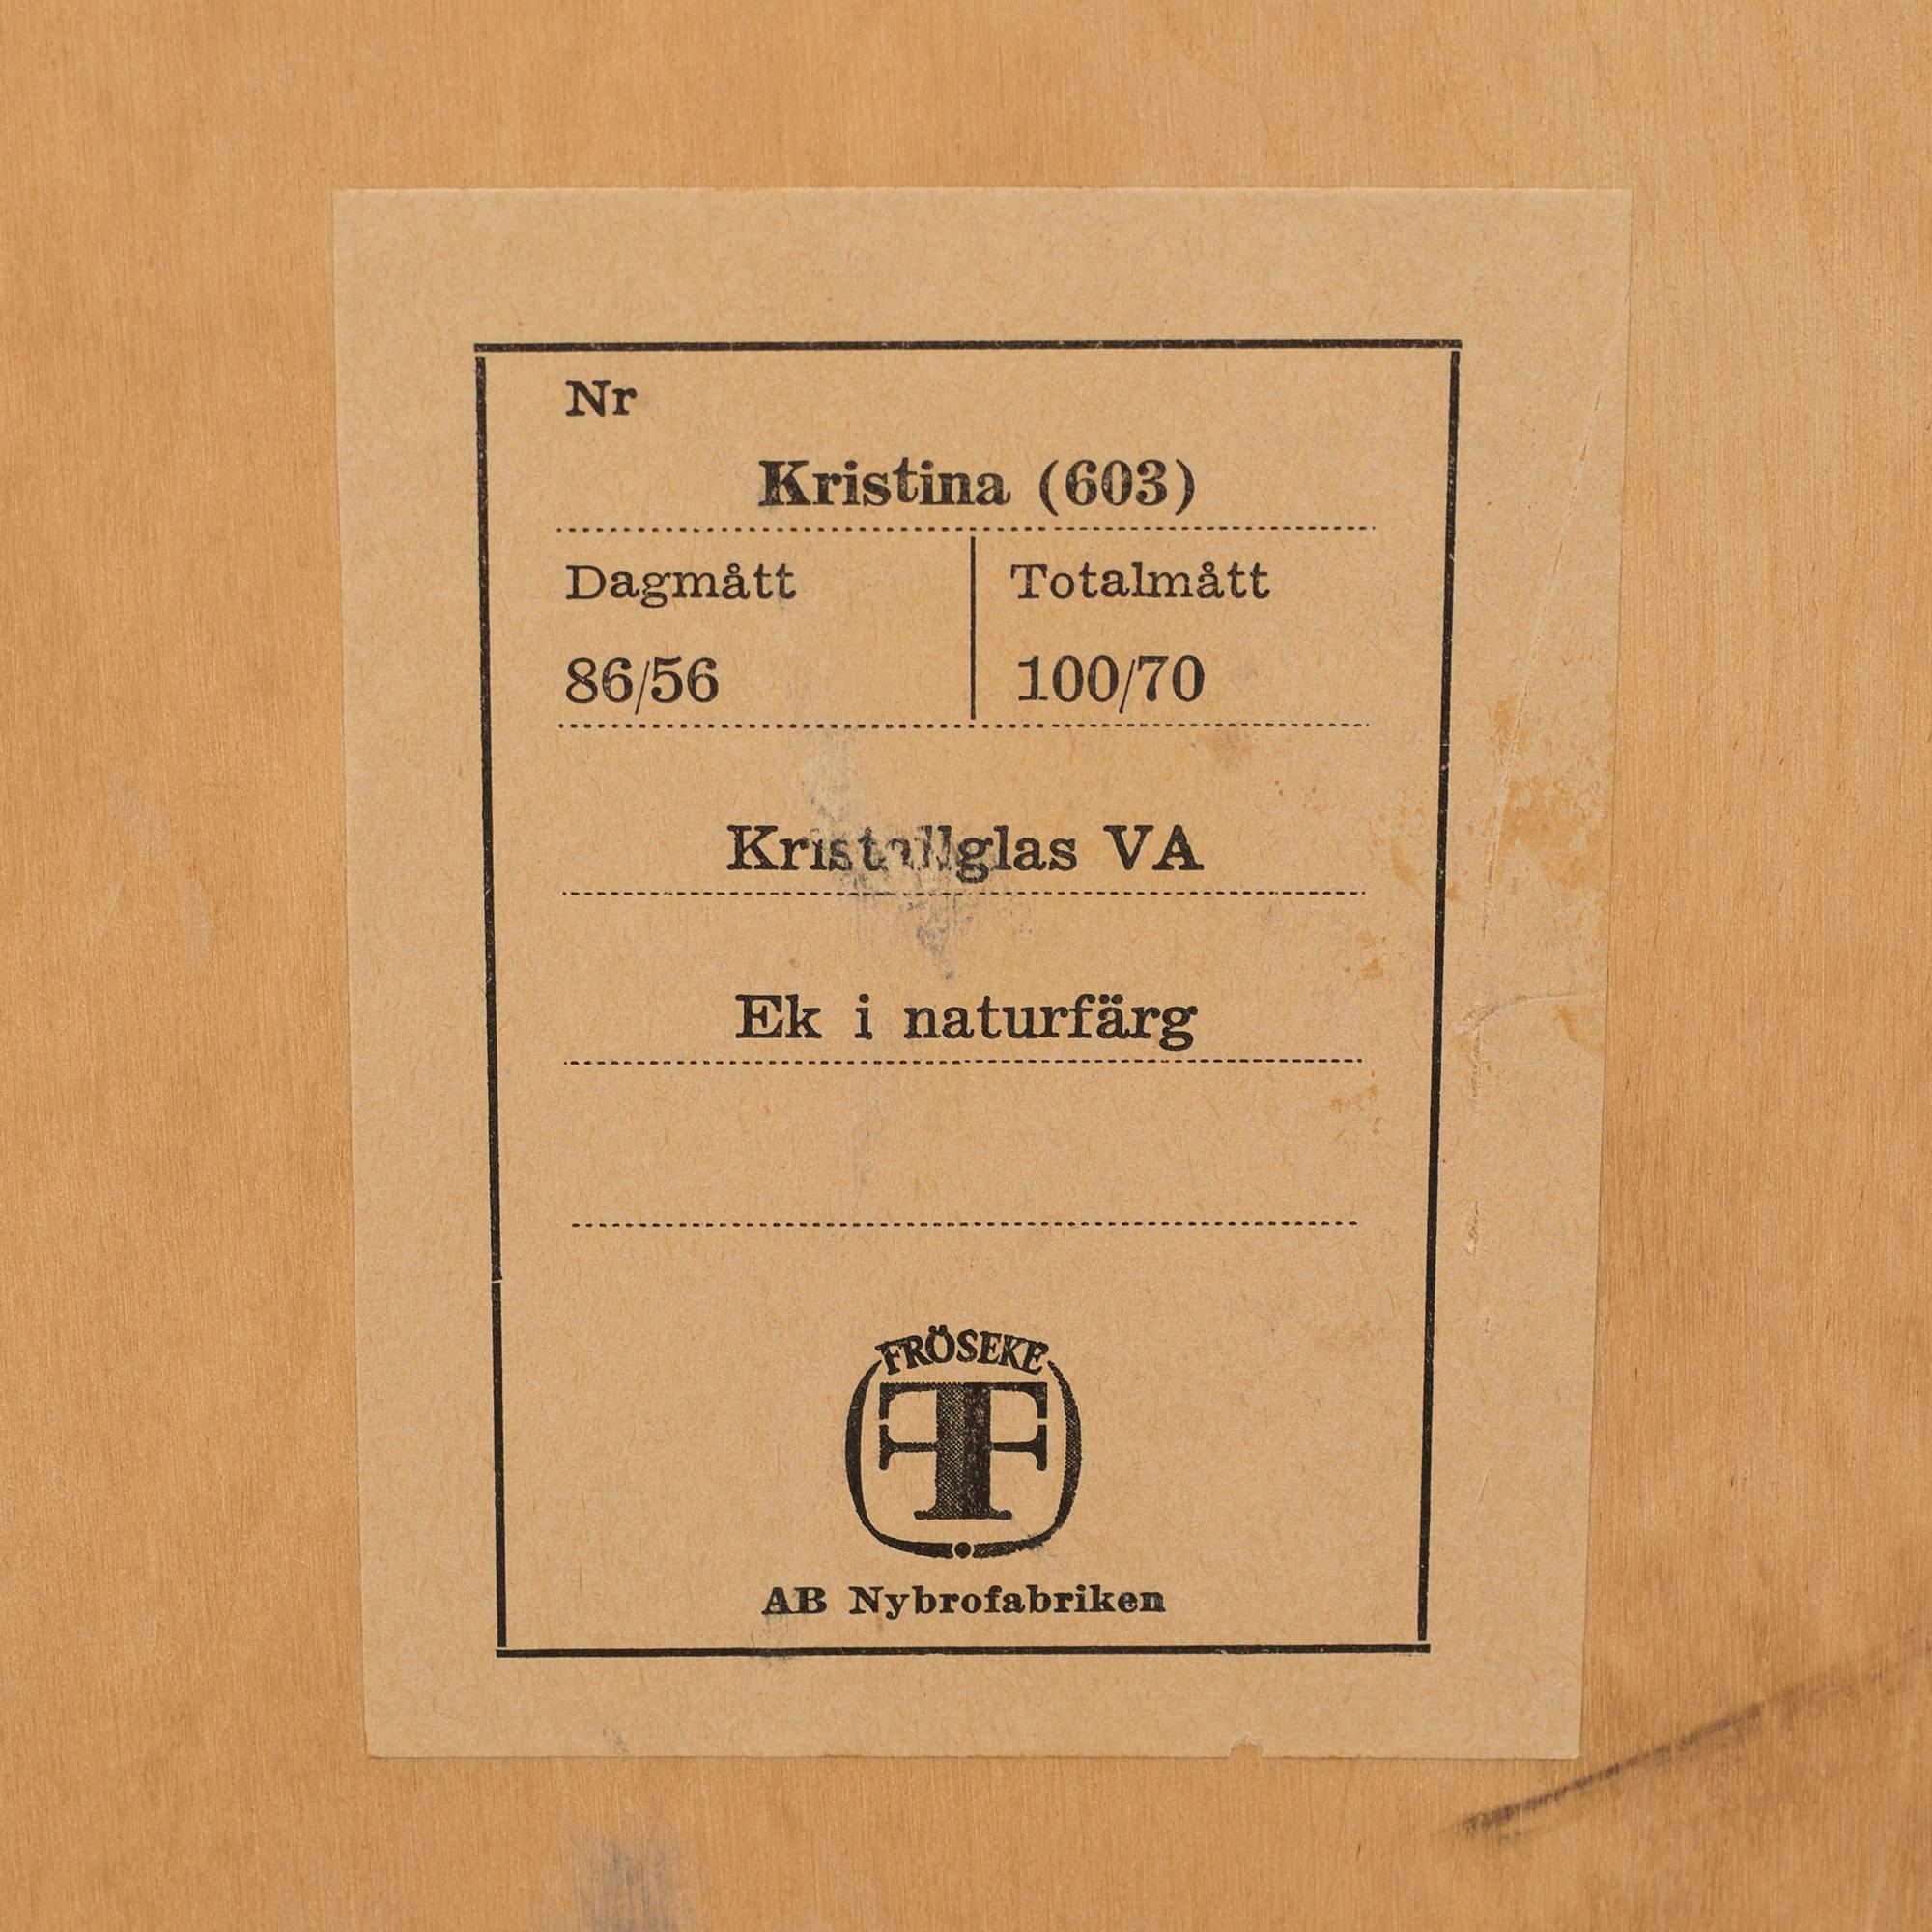 Nr
Kristina (603)
Dagmått Totalmått
86/56 100/70
Kristallglas VA
Ek i naturfärg
FRÖSEKE
F
AB Nybrofabriken